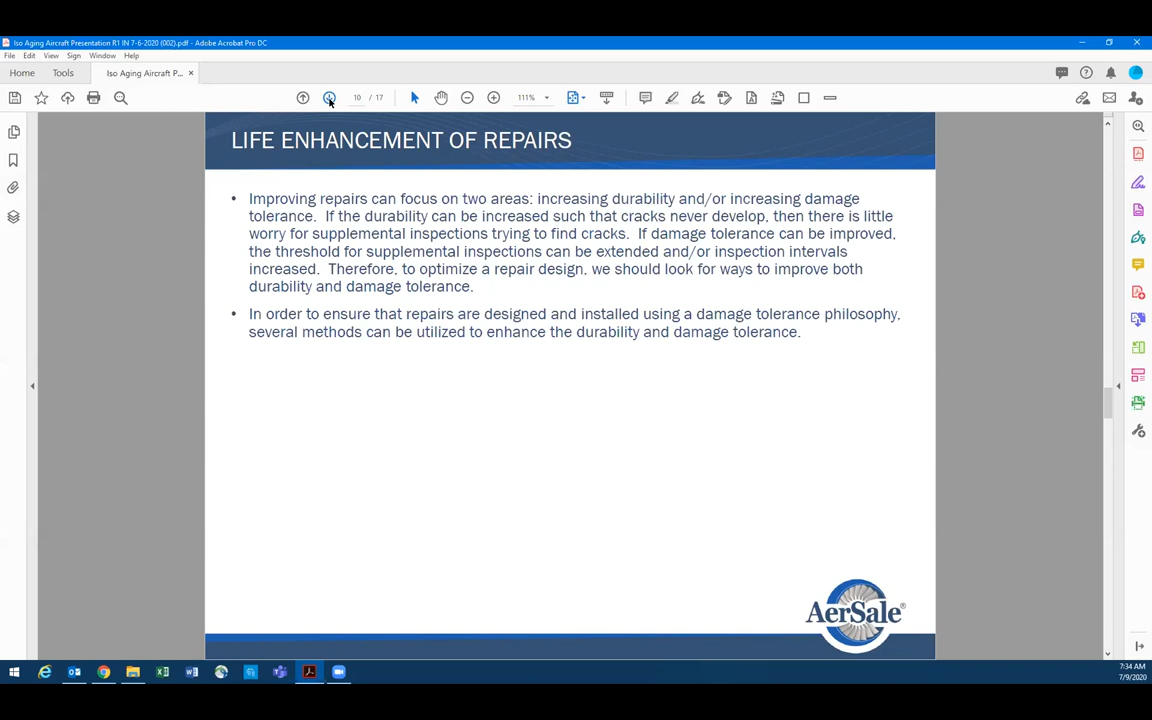 Iso Aging Aircraft Presentation R1 IN 7-6-2020 (002).pdf - Adobe Acrobat Pro DC
File Edit View Sign Window Help
Home Tools Iso Aging Aircraft P... ×
10 / 17 111%
LIFE ENHANCEMENT OF REPAIRS
• Improving repairs can focus on two areas: increasing durability and/or increasing damage
tolerance. If the durability can be increased such that cracks never develop, then there is little
worry for supplemental inspections trying to find cracks. If damage tolerance can be improved,
the threshold for supplemental inspections can be extended and/or inspection intervals
increased. Therefore, to optimize a repair design, we should look for ways to improve both
durability and damage tolerance.
• In order to ensure that repairs are designed and installed using a damage tolerance philosophy,
several methods can be utilized to enhance the durability and damage tolerance.
AerSale®
7:34 AM
7/9/2020